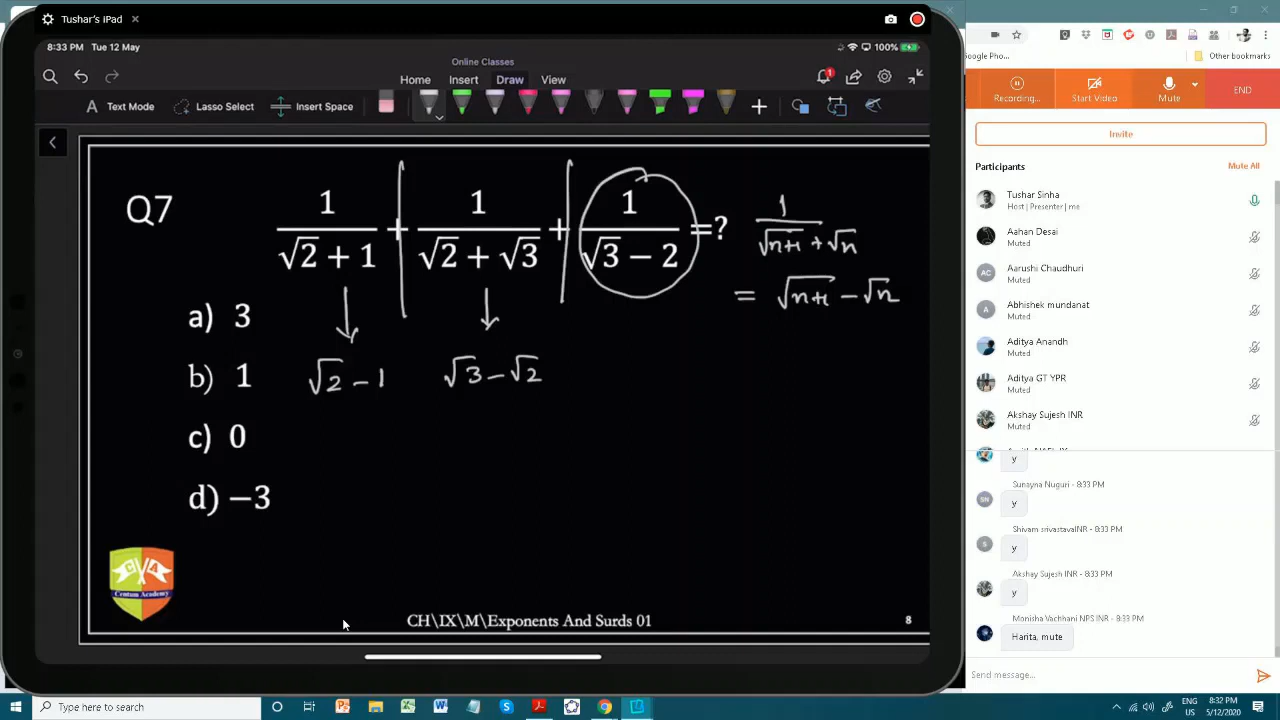 Tushar's iPad ×
8:33 PM Tue 12 May
100%
Online Classes
Home Insert Draw View
1
A Text Mode Lasso Select Insert Space
Q7
1/(√2 + 1) + 1/(√2 + √3) + 1/(√3 − 2) = ?
1/(√n+1 + √n)
= √n+1 − √n
a) 3
b) 1
c) 0
d) −3
√2 − 1
√3 − √2
Centum Academy
CH\IX\M\Exponents And Surds 01
8
Google Pho...
Other bookmarks
Recording...
Start Video
Mute
END
Invite
Participants
Mute All
Tushar Sinha
Host | Presenter | me
Aahan Desai
Muted
AC
Aarushi Chaudhuri
Muted
A
Abhishek mundanat
Muted
Aditya Anandh
Muted
Aditya GT YPR
Muted
Akshay Sujesh INR
Muted
y
Sunayna Nuguri - 8:33 PM
SN
y
Shivam srivastavaINR - 8:33 PM
S
y
Akshay Sujesh INR - 8:33 PM
y
Monisha Vachhani NPS INR - 8:33 PM
Harita, mute
Send message...
Type here to search
ENG
US
8:32 PM
5/12/2020